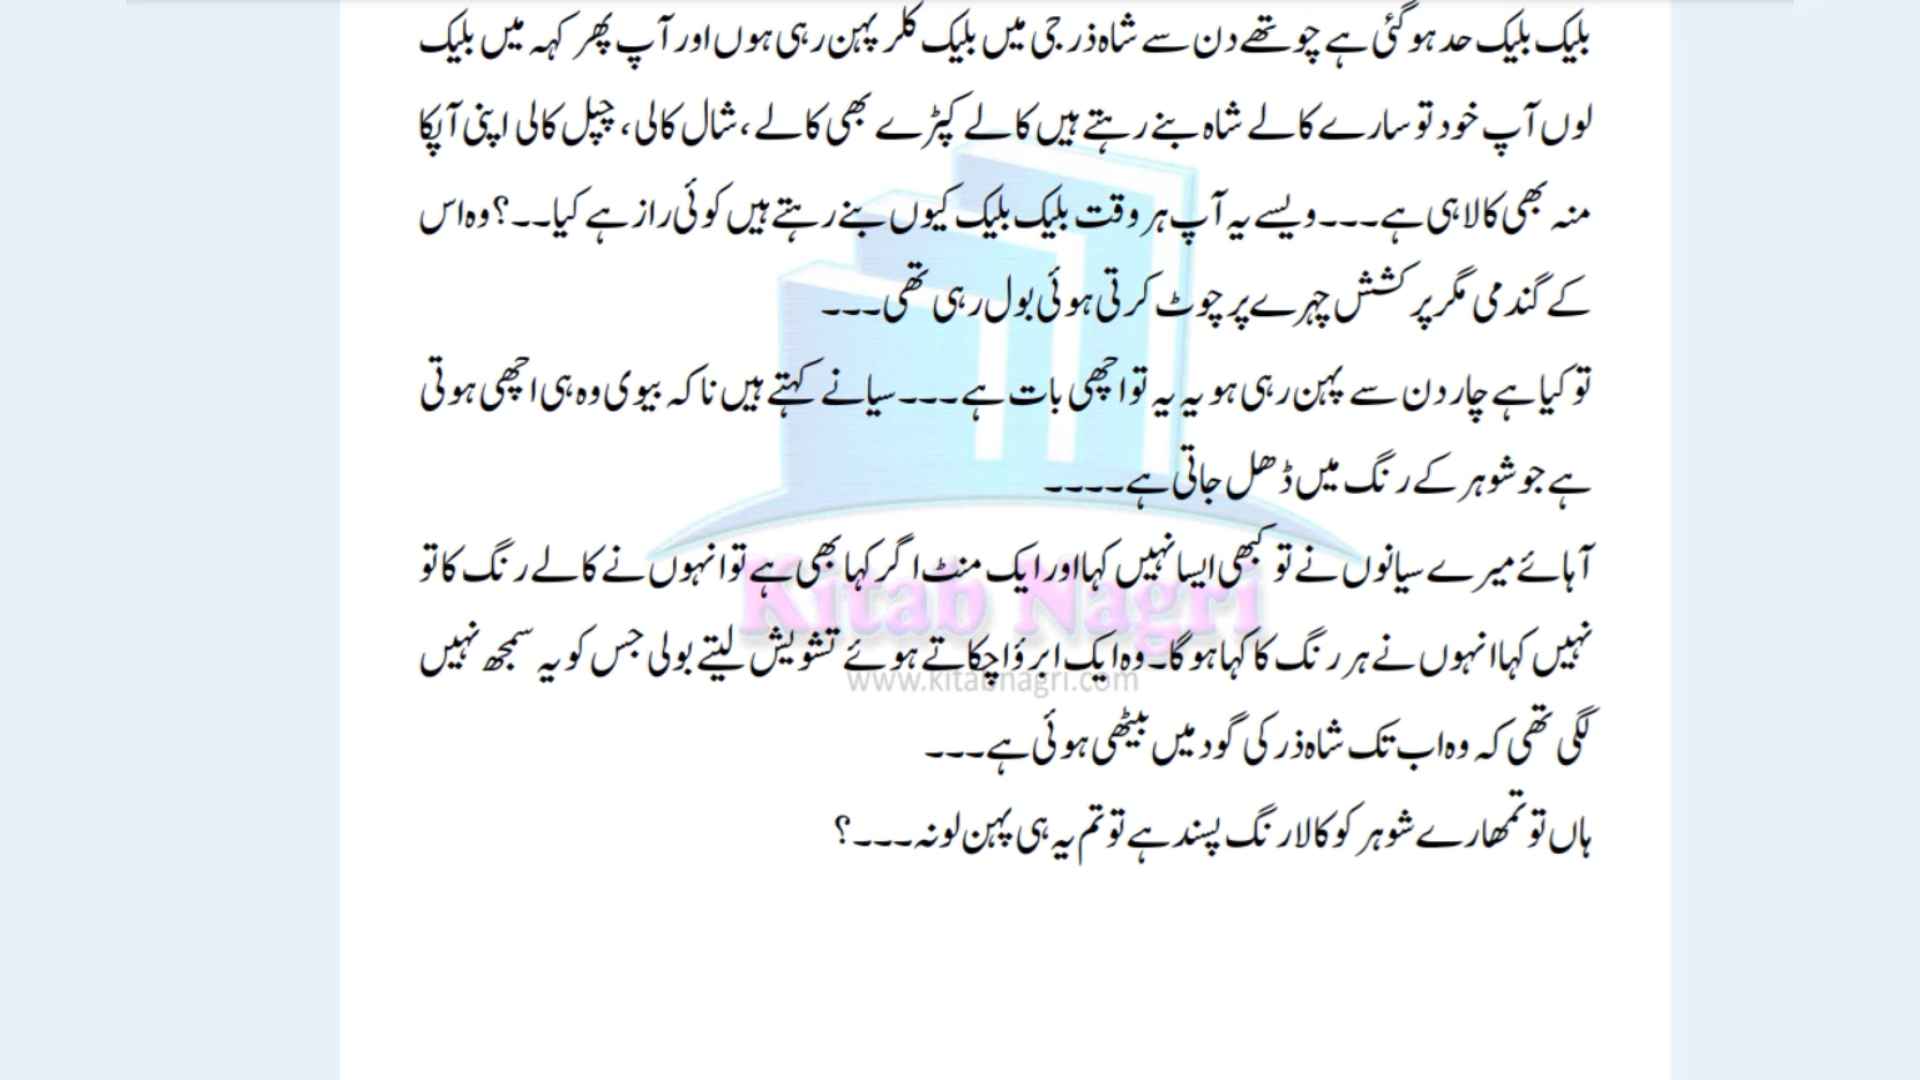 بلیک بلیک حد ہو گئی ہے چوتھے دن سے شاہ ذر جی میں بلیک کلر پہن رہی ہوں اور آپ پھر کہہ میں بلیک
لوں آپ خود تو سارے کالے شاہ بنے رہتے ہیں کالے کپڑے بھی کالے ، شال کالی ، چپل کالی اپنی آپکا
منہ بھی کالا ہی ہے ۔۔۔ ویسے یہ آپ ہر وقت بلیک بلیک کیوں بنے رہتے ہیں کوئی راز ہے کیا ۔۔؟ وہ اس
کے گندمی مگر پر کشش چہرے پر چوٹ کرتی ہوئی بول رہی تھی ۔۔۔
تو کیا ہے چار دن سے پہن رہی ہو یہ یہ تو اچھی بات ہے ۔۔۔ سیانے کہتے ہیں نا کہ بیوی وہ ہی اچھی ہوتی
ہے جو شوہر کے رنگ میں ڈھل جاتی ہے ۔۔۔۔
آہائے میرے سیانوں نے تو کبھی ایسا نہیں کہا اور ایک منٹ اگر کہا بھی ہے تو انہوں نے کالے رنگ کا تو
نہیں کہا انہوں نے ہر رنگ کا کہا ہو گا۔ وہ ایک ابرؤ اچکاتے ہوئے تشویش لیتے بولی جس کو یہ سمجھ نہیں
لگی تھی کہ وہ اب تک شاہ ذر کی گود میں بیٹھی ہوئی ہے ۔۔۔
ہاں تو تمھارے شوہر کو کالا رنگ پسند ہے تو تم یہ ہی پہن لو نہ ۔۔۔؟
Kitab Nagri
www.kitabnagri.com